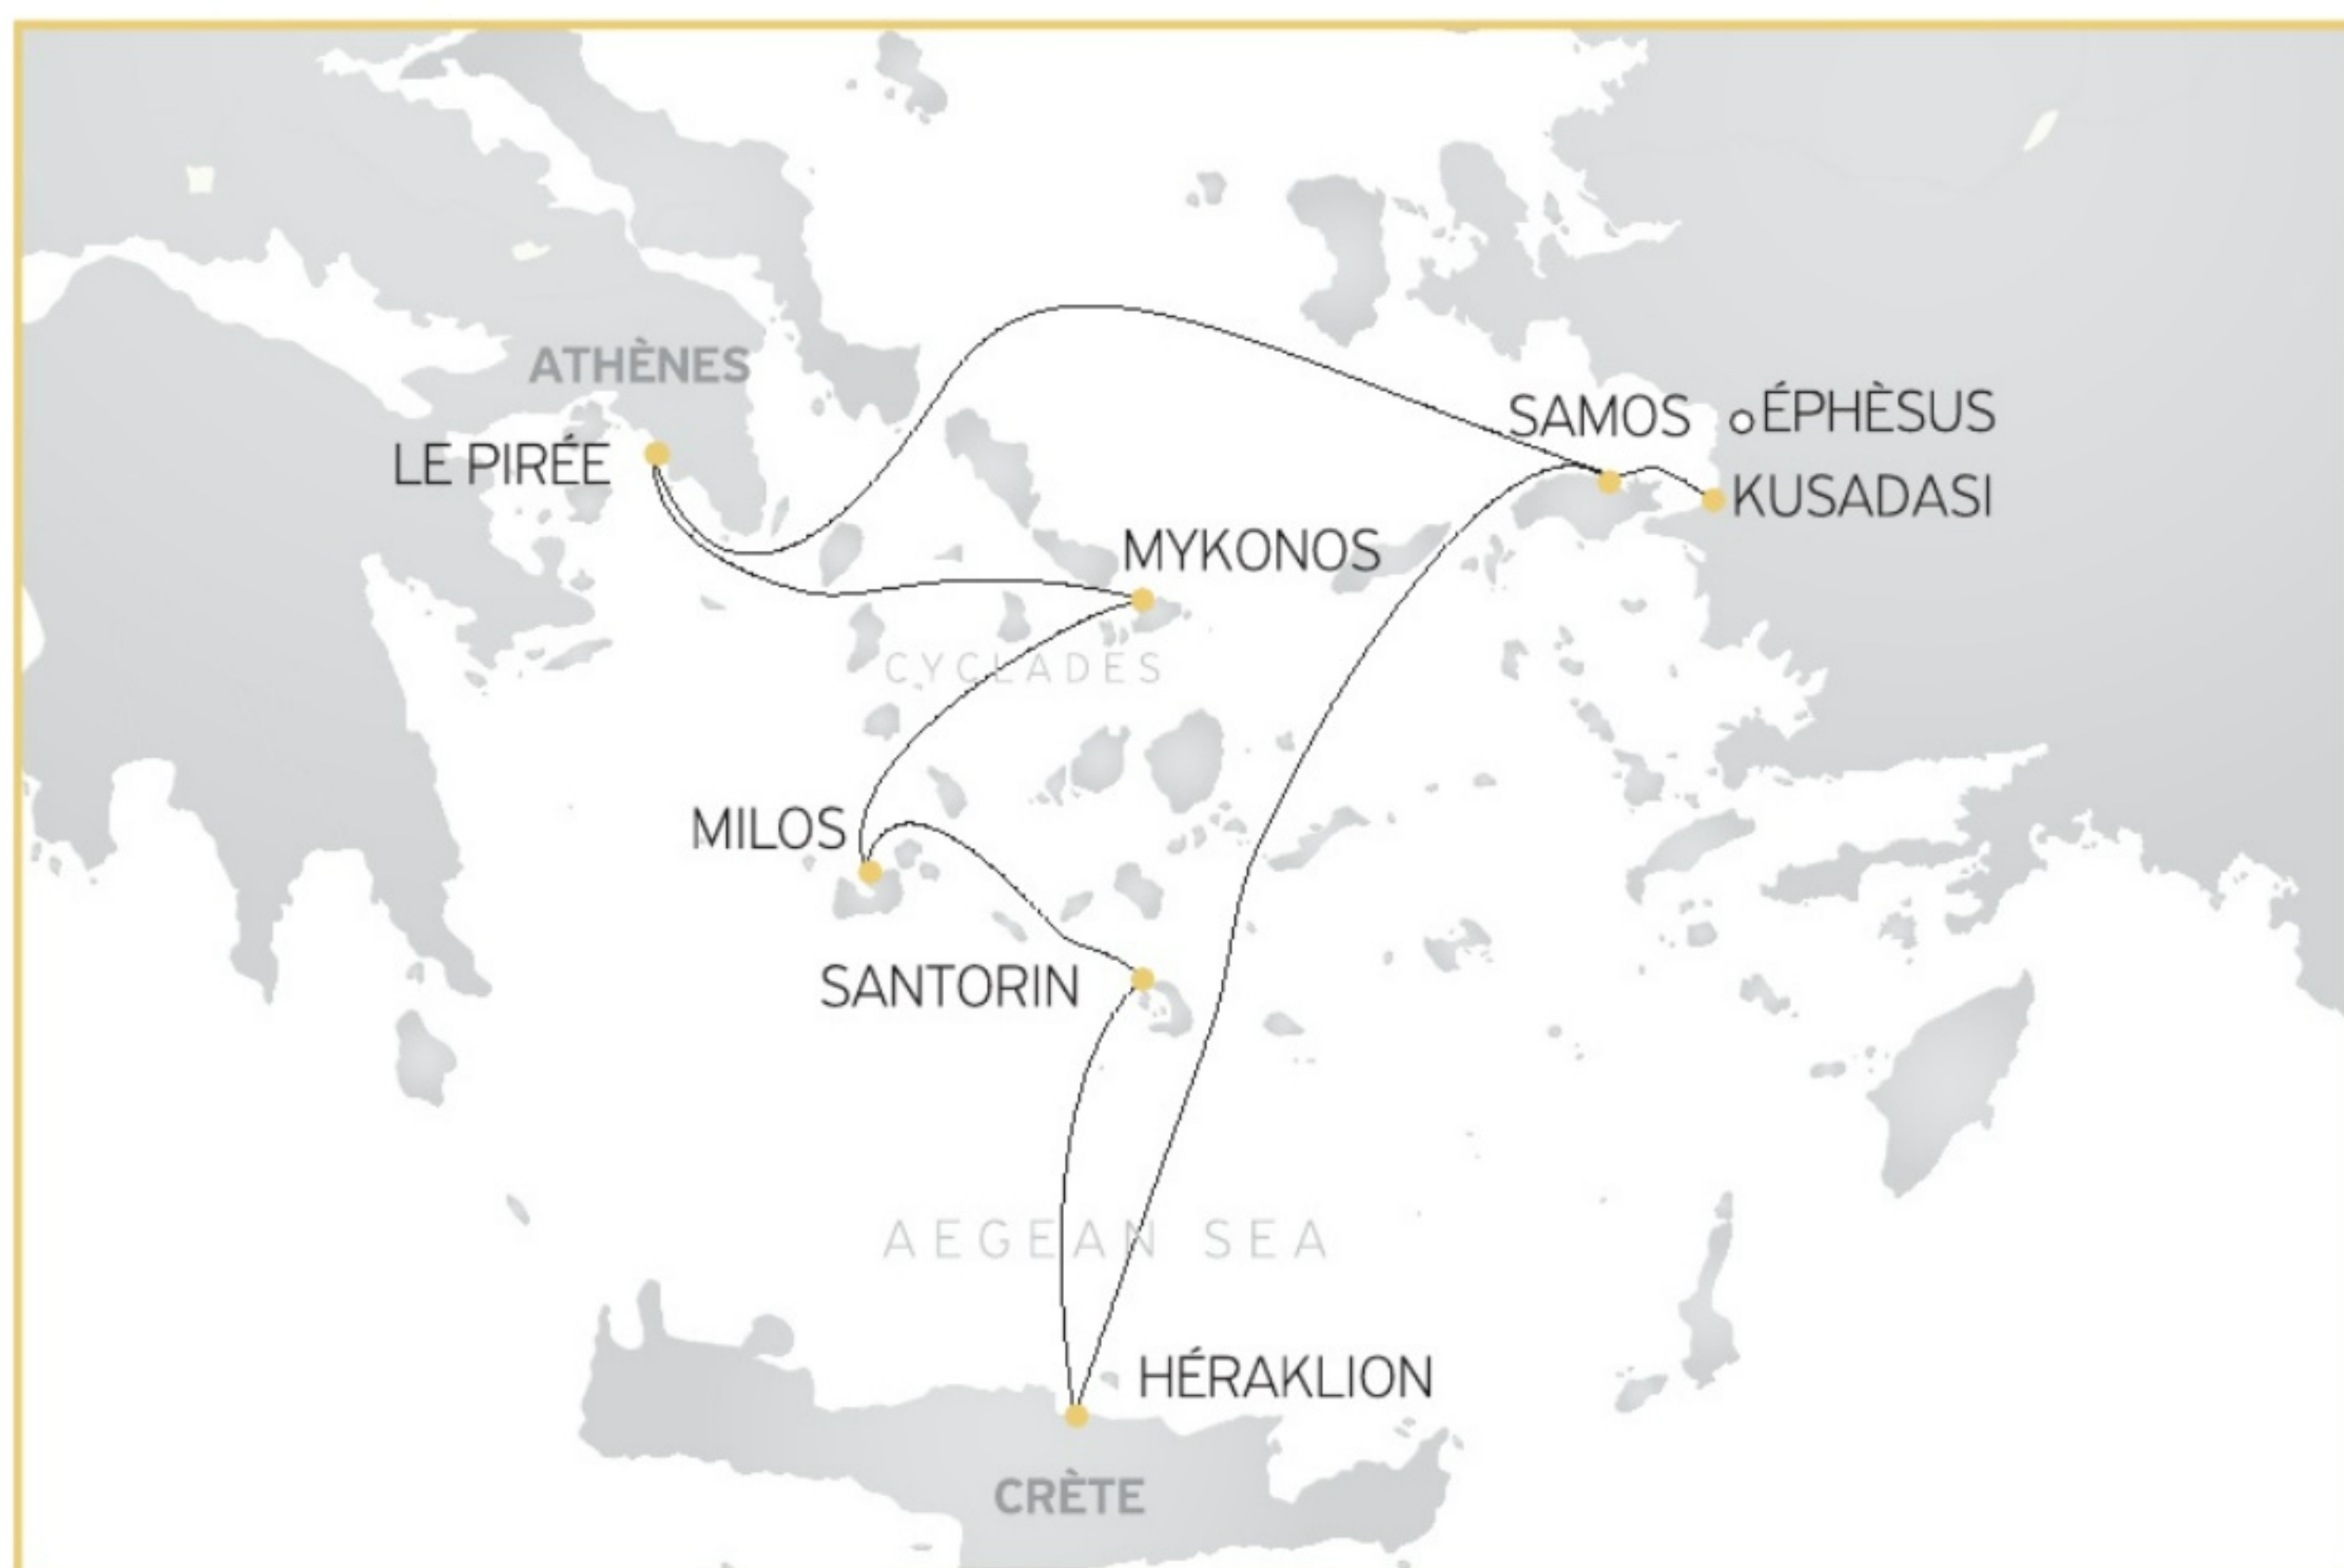 ATHÈNES
LE PIRÉE
SAMOS
ÉPHÈSUS
KUSADASI
MYKONOS
CYCLADES
MILOS
SANTORIN
AEGEAN SEA
HÉRAKLION
CRÈTE